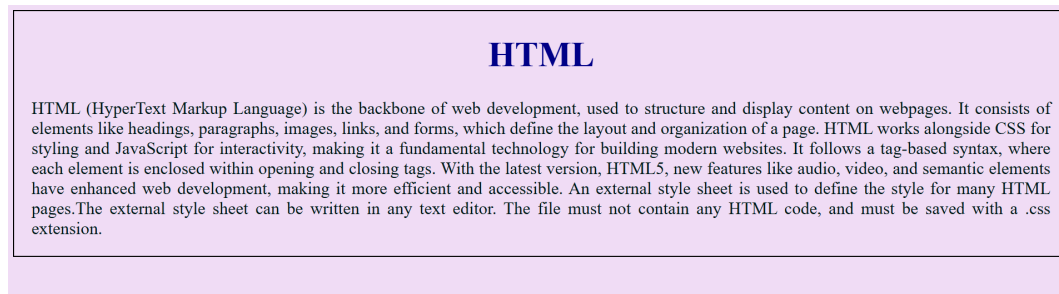 HTML
HTML (HyperText Markup Language) is the backbone of web development, used to structure and display content on webpages. It consists of
elements like headings, paragraphs, images, links, and forms, which define the layout and organization of a page. HTML works alongside CSS for
styling and JavaScript for interactivity, making it a fundamental technology for building modern websites. It follows a tag-based syntax, where
each element is enclosed within opening and closing tags. With the latest version, HTML5, new features like audio, video, and semantic elements
have enhanced web development, making it more efficient and accessible. An external style sheet is used to define the style for many HTML
pages.The external style sheet can be written in any text editor. The file must not contain any HTML code, and must be saved with a .css
extension.